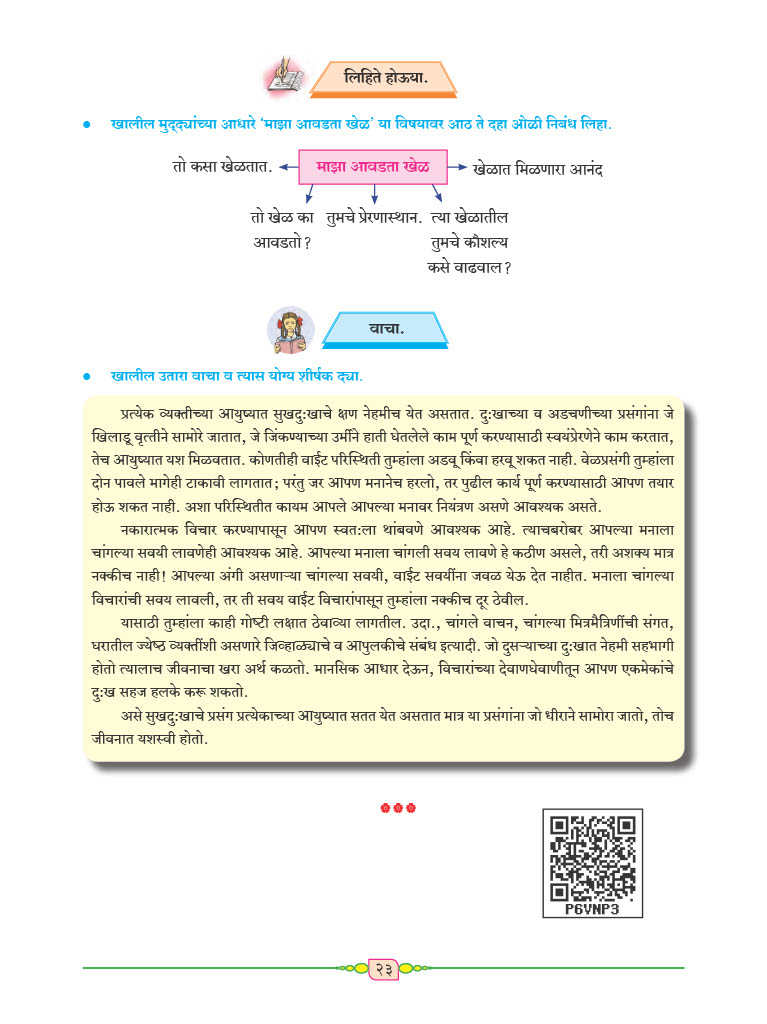 लिहिते होऊया.
● खालील मुद्द्यांच्या आधारे ‘माझा आवडता खेळ’ या विषयावर आठ ते दहा ओळी निबंध लिहा.
तो कसा खेळतात. माझा आवडता खेळ खेळात मिळणारा आनंद
तो खेळ का तुमचे प्रेरणास्थान. त्या खेळातील
आवडतो? तुमचे कौशल्य
कसे वाढवाल?
वाचा.
● खालील उतारा वाचा व त्यास योग्य शीर्षक द्या.
प्रत्येक व्यक्तीच्या आयुष्यात सुखदु:खाचे क्षण नेहमीच येत असतात. दु:खाच्या व अडचणीच्या प्रसंगांना जे
खिलाडू वृत्तीने सामोरे जातात, जे जिंकण्याच्या उर्मीने हाती घेतलेले काम पूर्ण करण्यासाठी स्वयंप्रेरणेने काम करतात,
तेच आयुष्यात यश मिळवतात. कोणतीही वाईट परिस्थिती तुम्हांला अडवू किंवा हरवू शकत नाही. वेळप्रसंगी तुम्हांला
दोन पावले मागेही टाकावी लागतात; परंतु जर आपण मनानेच हरलो, तर पुढील कार्य पूर्ण करण्यासाठी आपण तयार
होऊ शकत नाही. अशा परिस्थितीत कायम आपले आपल्या मनावर नियंत्रण असणे आवश्यक असते.
नकारात्मक विचार करण्यापासून आपण स्वत:ला थांबवणे आवश्यक आहे. त्याचबरोबर आपल्या मनाला
चांगल्या सवयी लावणेही आवश्यक आहे. आपल्या मनाला चांगली सवय लावणे हे कठीण असले, तरी अशक्य मात्र
नक्कीच नाही! आपल्या अंगी असणाऱ्या चांगल्या सवयी, वाईट सवयींना जवळ येऊ देत नाहीत. मनाला चांगल्या
विचारांची सवय लावली, तर ती सवय वाईट विचारांपासून तुम्हांला नक्कीच दूर ठेवील.
यासाठी तुम्हांला काही गोष्टी लक्षात ठेवाव्या लागतील. उदा., चांगले वाचन, चांगल्या मित्रमैत्रिणींची संगत,
घरातील ज्येष्ठ व्यक्तींशी असणारे जिव्हाळ्याचे व आपुलकीचे संबंध इत्यादी. जो दुसऱ्याच्या दु:खात नेहमी सहभागी
होतो त्यालाच जीवनाचा खरा अर्थ कळतो. मानसिक आधार देऊन, विचारांच्या देवाणघेवाणीतून आपण एकमेकांचे
दु:ख सहज हलके करू शकतो.
असे सुखदु:खाचे प्रसंग प्रत्येकाच्या आयुष्यात सतत येत असतात मात्र या प्रसंगांना जो धीराने सामोरा जातो, तोच
जीवनात यशस्वी होतो.
P6VNP3
२३